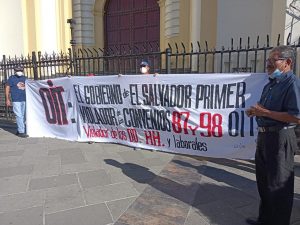 OIT:
EL GOBIERNO de EL SALVADOR PRIMER
VIOLADOR de los CONVENIOS 87 y 98 OIT
Violador de los DD. HH. y laborales